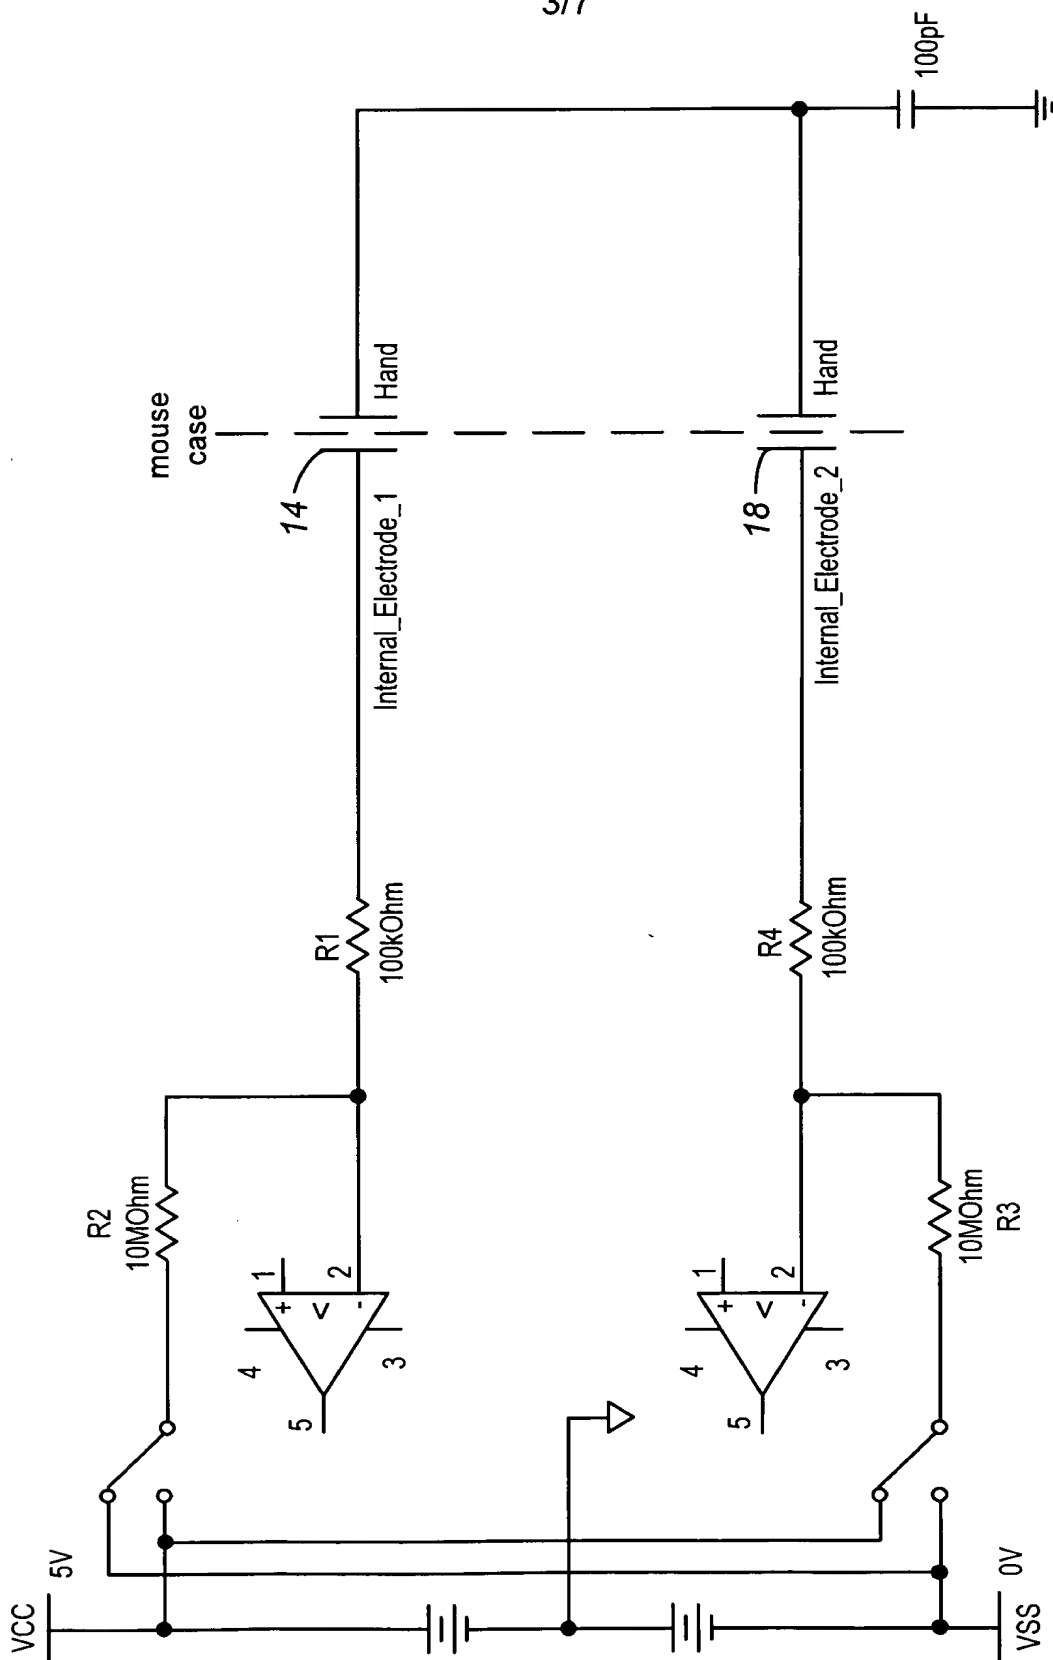 3/7
VCC
5V
R2
10MOhm
mouse
case
4
+
1
V
-
2
3
5
R1
100kOhm
14
Internal_Electrode_1
Hand
4
+
1
V
-
2
3
5
R4
100kOhm
18
Internal_Electrode_2
Hand
100pF
10MOhm
R3
0V
VSS